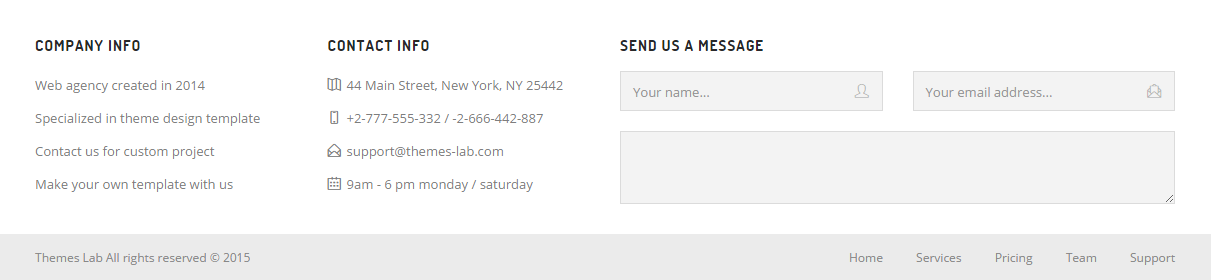 COMPANY INFO
Web agency created in 2014
Specialized in theme design template
Contact us for custom project
Make your own template with us
CONTACT INFO
44 Main Street, New York, NY 25442
+2-777-555-332 / -2-666-442-887
support@themes-lab.com
9am - 6 pm monday / saturday
SEND US A MESSAGE
Your name...
Your email address...
Themes Lab All rights reserved © 2015
Home Services Pricing Team Support